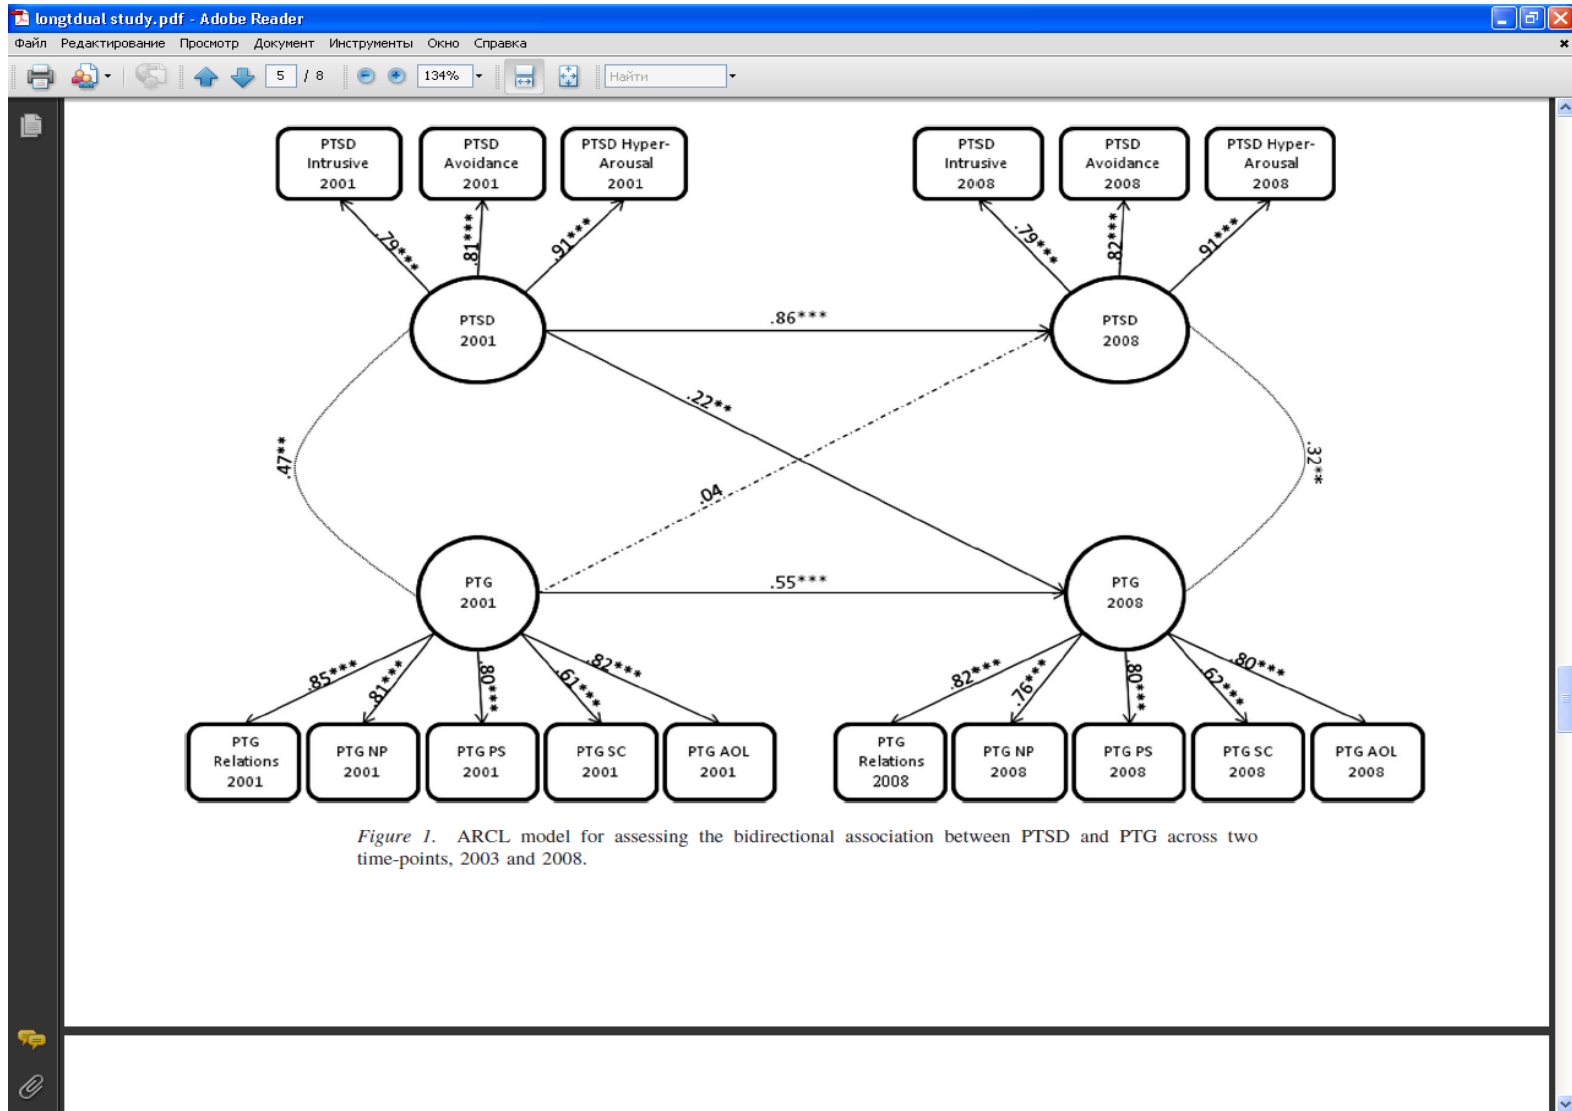 longtdual study.pdf - Adobe Reader
Файл Редактирование Просмотр Документ Инструменты Окно Справка
5 / 8 134% Найти
PTSD
Intrusive
2001
PTSD
Avoidance
2001
PTSD Hyper-
Arousal
2001
PTSD
Intrusive
2008
PTSD
Avoidance
2008
PTSD Hyper-
Arousal
2008
.79***
.81***
.91***
.79***
.82***
.91***
PTSD
2001
.86***
PTSD
2008
.22**
.47**
.32**
.04
PTG
2001
.55***
PTG
2008
.85***
.81***
.80***
.61***
.82***
.82***
.76***
.80***
.62***
.80***
PTG
Relations
2001
PTG NP
2001
PTG PS
2001
PTG SC
2001
PTG AOL
2001
PTG
Relations
2008
PTG NP
2008
PTG PS
2008
PTG SC
2008
PTG AOL
2008
Figure 1. ARCL model for assessing the bidirectional association between PTSD and PTG across two
time-points, 2003 and 2008.